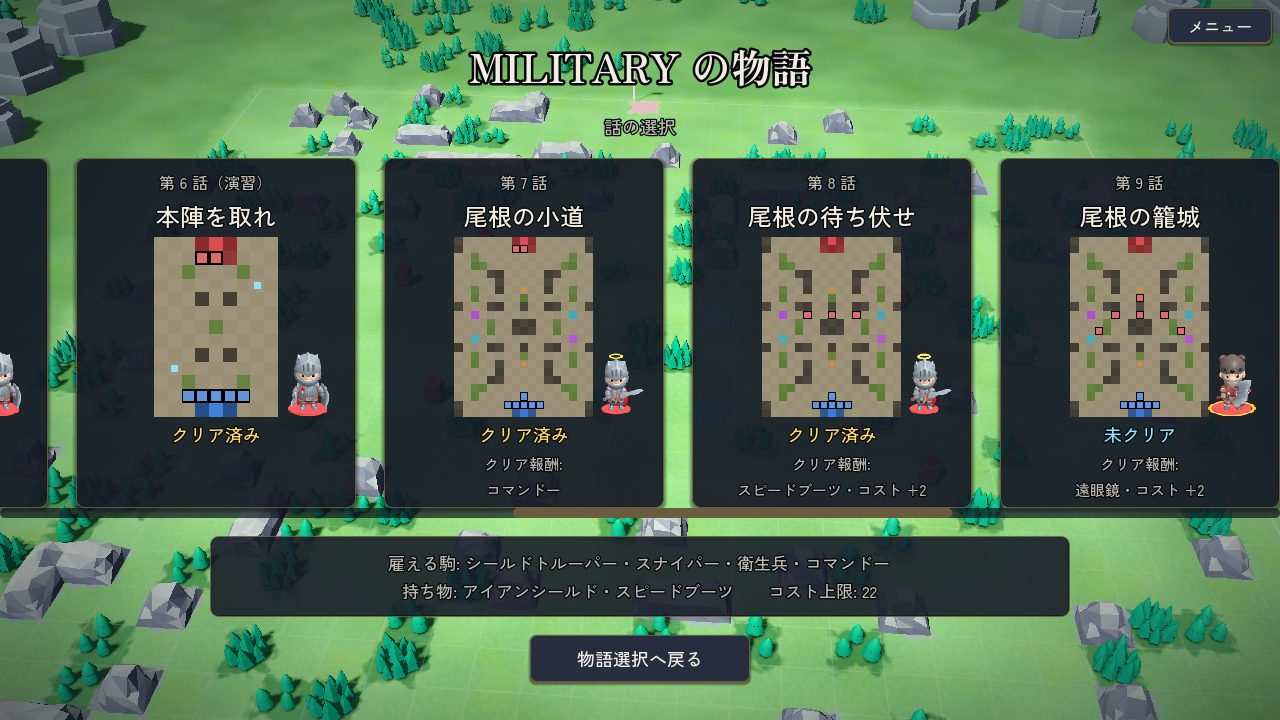 メニュー
MILITARY の物語
話の選択
第 6 話（演習）
本陣を取れ
クリア済み
第 7 話
尾根の小道
クリア済み
クリア報酬:
コマンドー
第 8 話
尾根の待ち伏せ
クリア済み
クリア報酬:
スピードブーツ・コスト +2
第 9 話
尾根の籠城
未クリア
クリア報酬:
遠眼鏡・コスト +2
雇える駒: シールドトルーパー・スナイパー・衛生兵・コマンドー
持ち物: アイアンシールド・スピードブーツ　　コスト上限: 22
物語選択へ戻る